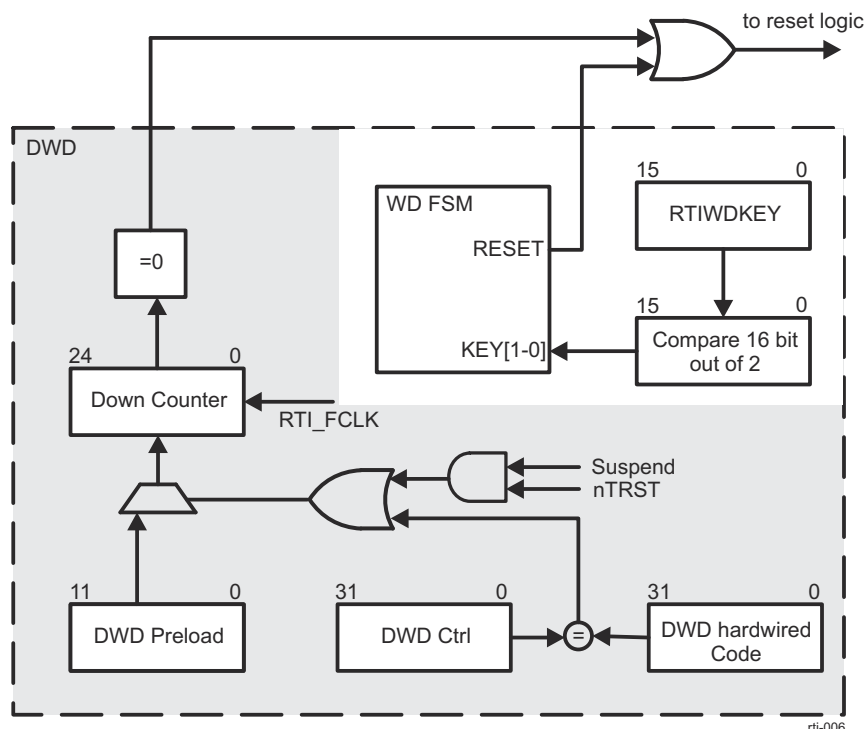 to reset logic
DWD
WD FSM
15 0
RTIWDKEY
RESET
=0
15 0
KEY[1-0]
Compare 16 bit
out of 2
24 0
Down Counter
RTI_FCLK
Suspend
nTRST
11 0
DWD Preload
31 0
DWD Ctrl
=
31 0
DWD hardwired
Code
rti-006